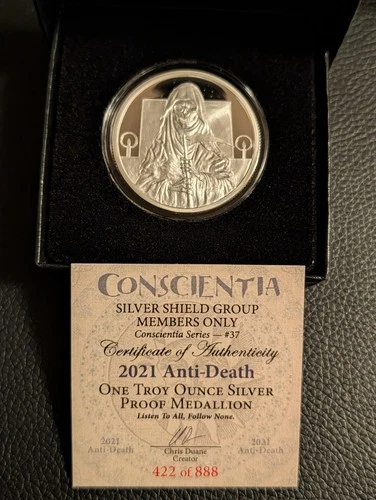 CONSCIENTIA
SILVER SHIELD GROUP
MEMBERS ONLY
Conscientia Series — #37
Certificate of Authenticity
2021 Anti-Death
ONE TROY OUNCE SILVER
PROOF MEDALLION
Listen To All, Follow None.
2021 2021
Anti-Death Anti-Death
Chris Duane
Creator
422 of 888